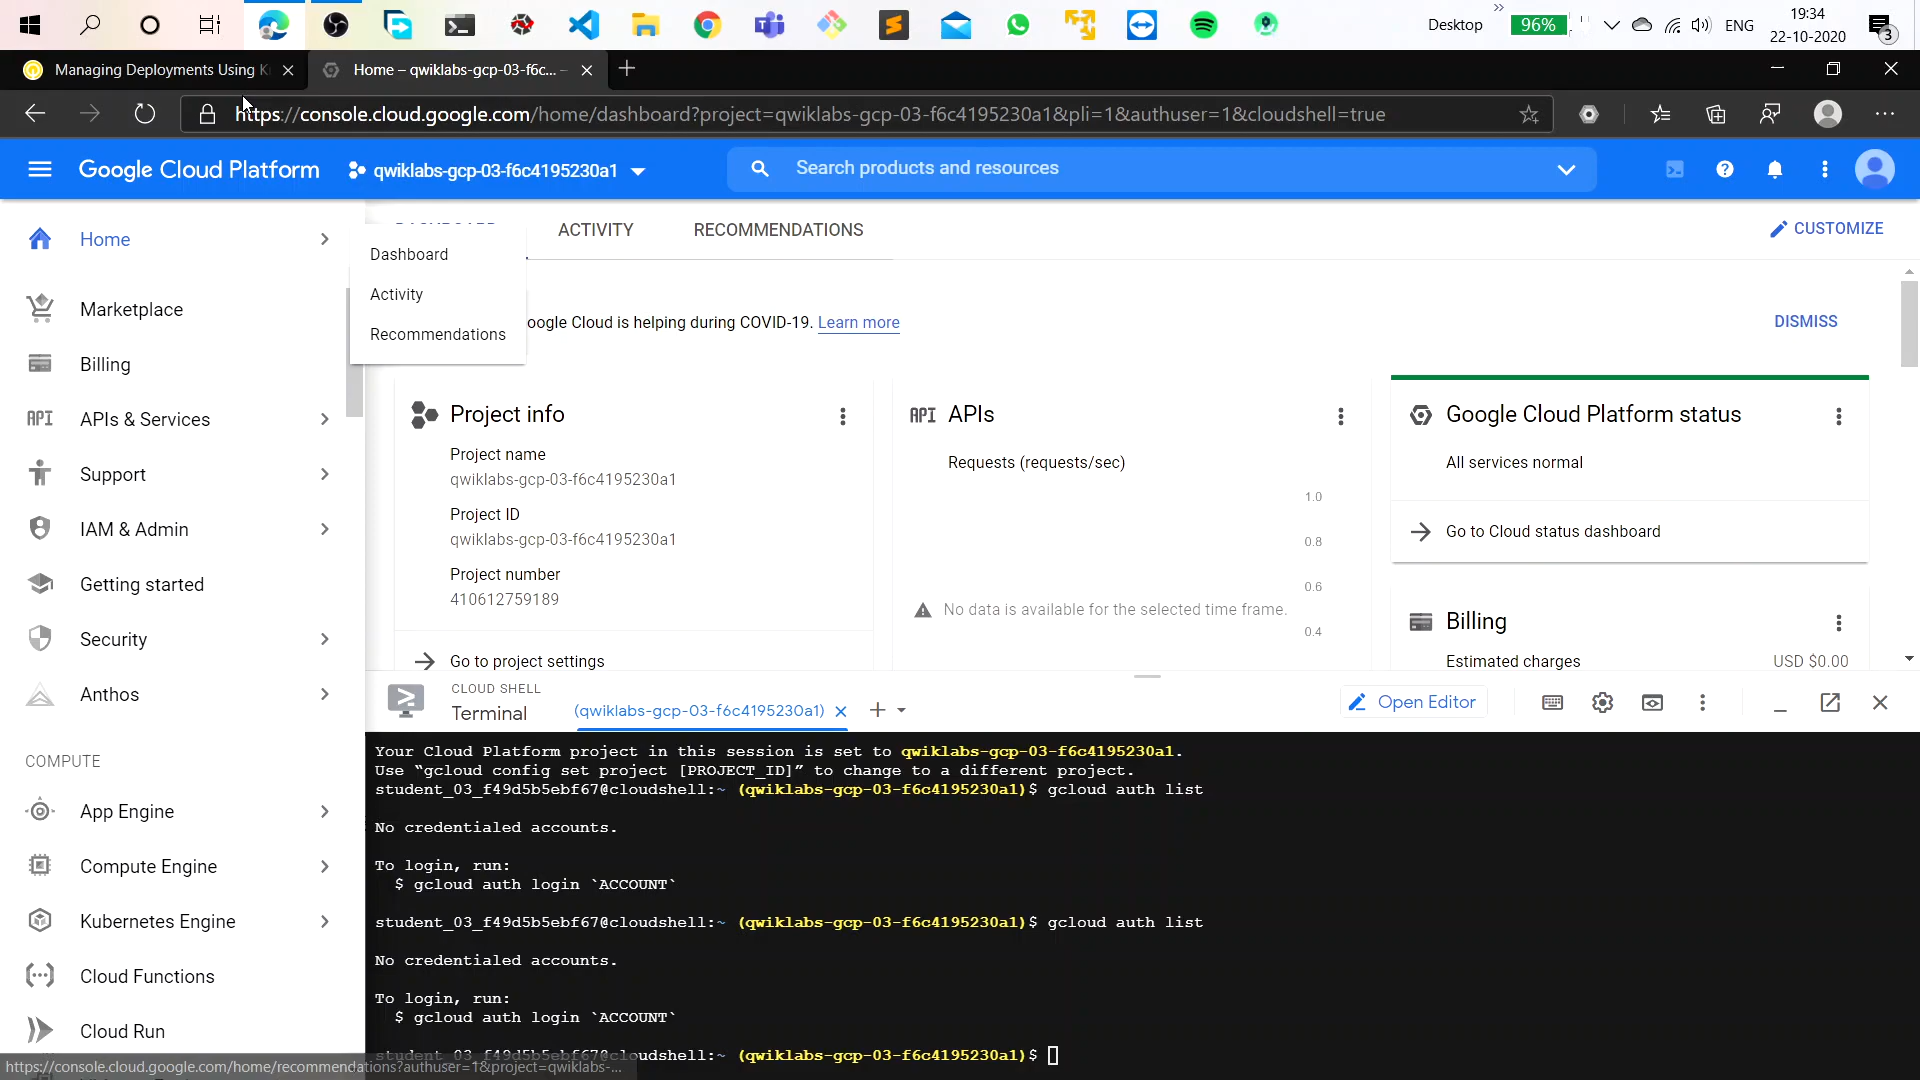 Desktop
96%
ENG
19:34
22-10-2020
3
Managing Deployments Using K
Home – qwiklabs-gcp-03-f6c...
https://console.cloud.google.com/home/dashboard?project=qwiklabs-gcp-03-f6c4195230a1&pli=1&authuser=1&cloudshell=true
Google Cloud Platform
qwiklabs-gcp-03-f6c4195230a1
Search products and resources
Home
Marketplace
Billing
API APIs & Services
Support
IAM & Admin
Getting started
Security
Anthos
COMPUTE
App Engine
Compute Engine
Kubernetes Engine
Cloud Functions
Cloud Run
https://console.cloud.google.com/home/recommendations?authuser=1&project=qwiklabs-...
Dashboard
Activity
Recommendations
ACTIVITY
RECOMMENDATIONS
CUSTOMIZE
oogle Cloud is helping during COVID-19. Learn more
DISMISS
Project info
Project name
qwiklabs-gcp-03-f6c4195230a1
Project ID
qwiklabs-gcp-03-f6c4195230a1
Project number
410612759189
Go to project settings
API APIs
Requests (requests/sec)
1.0
0.8
0.6
No data is available for the selected time frame.
0.4
Google Cloud Platform status
All services normal
Go to Cloud status dashboard
Billing
Estimated charges
USD $0.00
CLOUD SHELL
Terminal
(qwiklabs-gcp-03-f6c4195230a1)
Open Editor
Your Cloud Platform project in this session is set to qwiklabs-gcp-03-f6c4195230a1.
Use “gcloud config set project [PROJECT_ID]” to change to a different project.
student_03_f49d5b5ebf67@cloudshell:~ (qwiklabs-gcp-03-f6c4195230a1)$ gcloud auth list
No credentialed accounts.
To login, run:
$ gcloud auth login `ACCOUNT`
student_03_f49d5b5ebf67@cloudshell:~ (qwiklabs-gcp-03-f6c4195230a1)$ gcloud auth list
No credentialed accounts.
To login, run:
$ gcloud auth login `ACCOUNT`
student_03_f49d5b5ebf67@cloudshell:~ (qwiklabs-gcp-03-f6c4195230a1)$